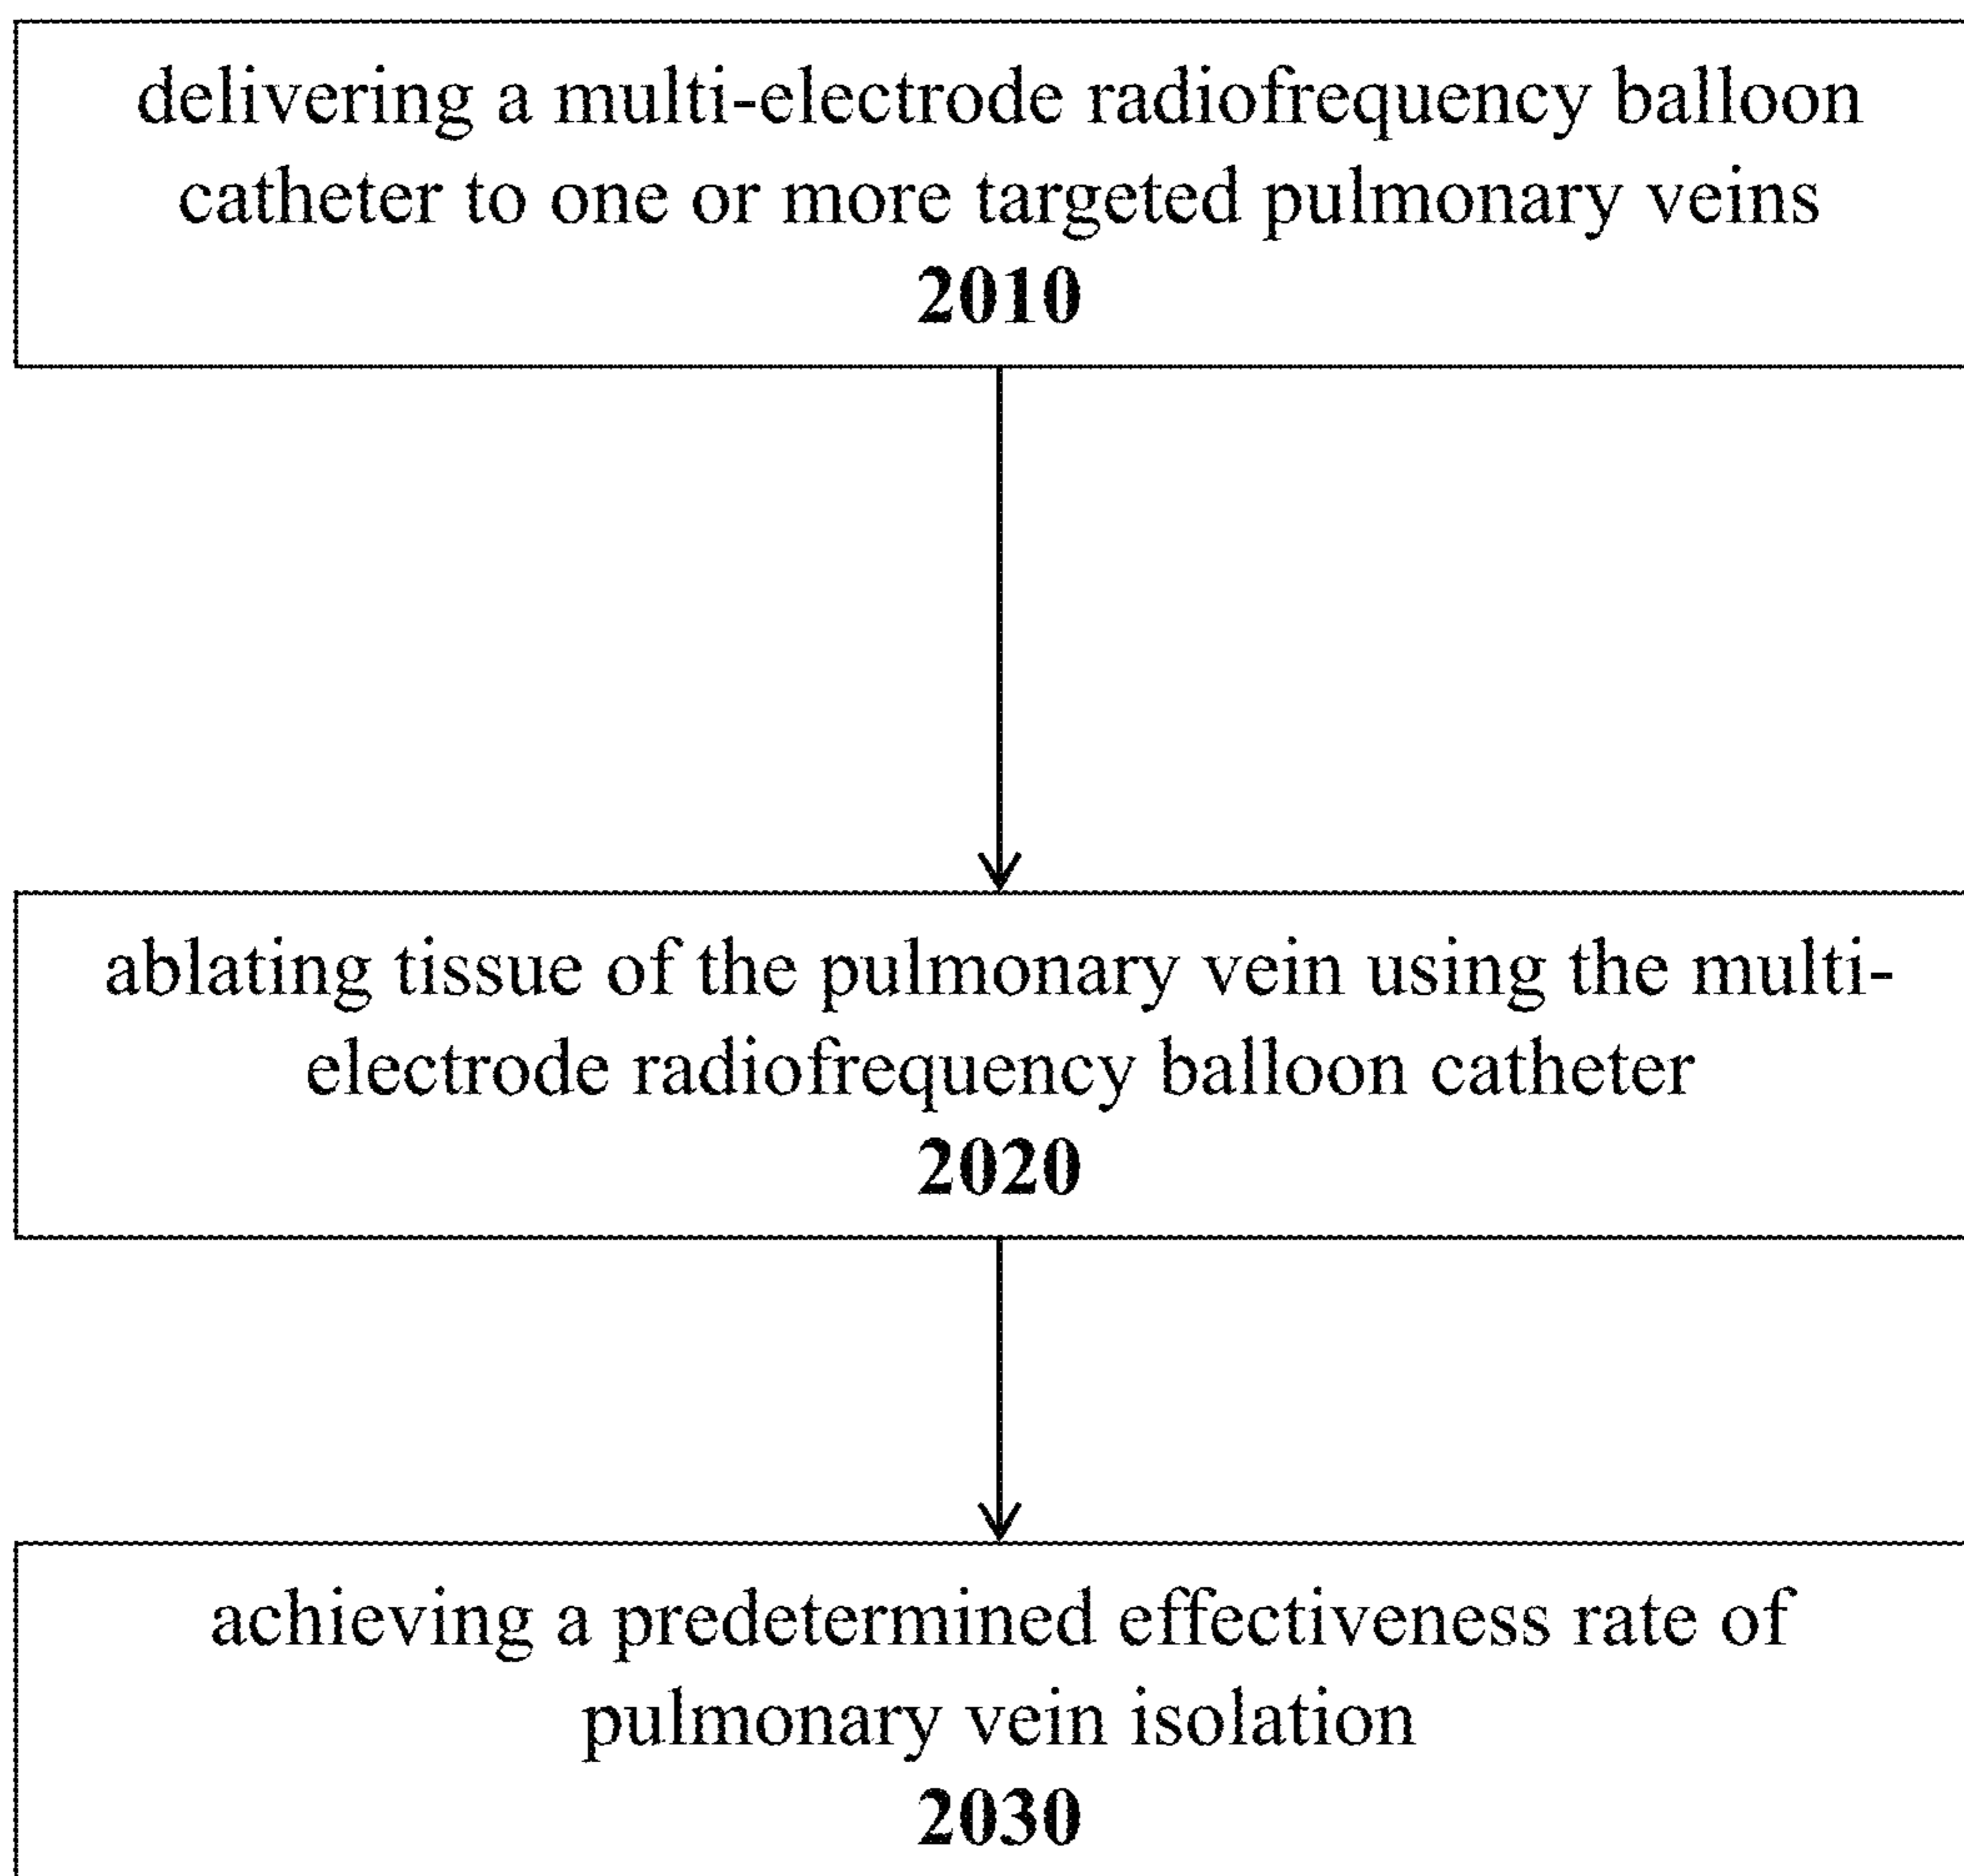 delivering a multi-electrode radiofrequency balloon
catheter to one or more targeted pulmonary veins
2010
ablating tissue of the pulmonary vein using the multi-
electrode radiofrequency balloon catheter
2020
achieving a predetermined effectiveness rate of
pulmonary vein isolation
2030